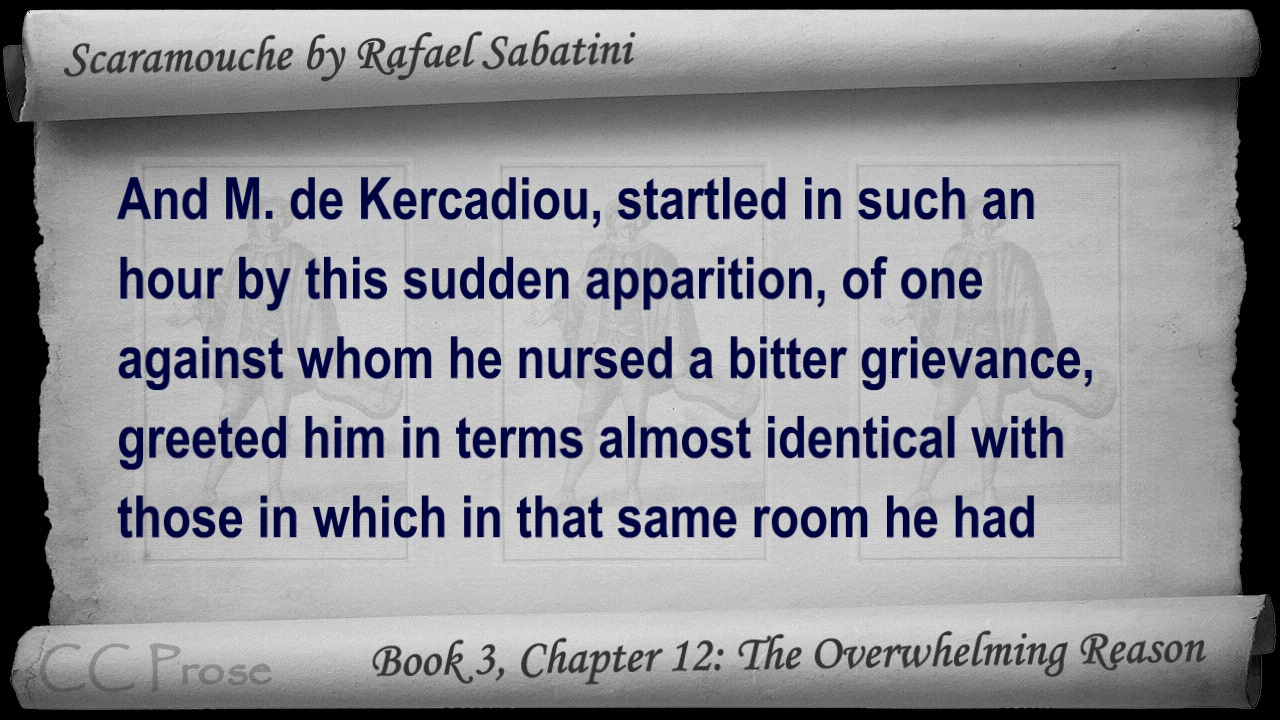 Scaramouche by Rafael Sabatini
And M. de Kercadiou, startled in such an
hour by this sudden apparition, of one
against whom he nursed a bitter grievance,
greeted him in terms almost identical with
those in which in that same room he had
CC Prose
Book 3, Chapter 12: The Overwhelming Reason